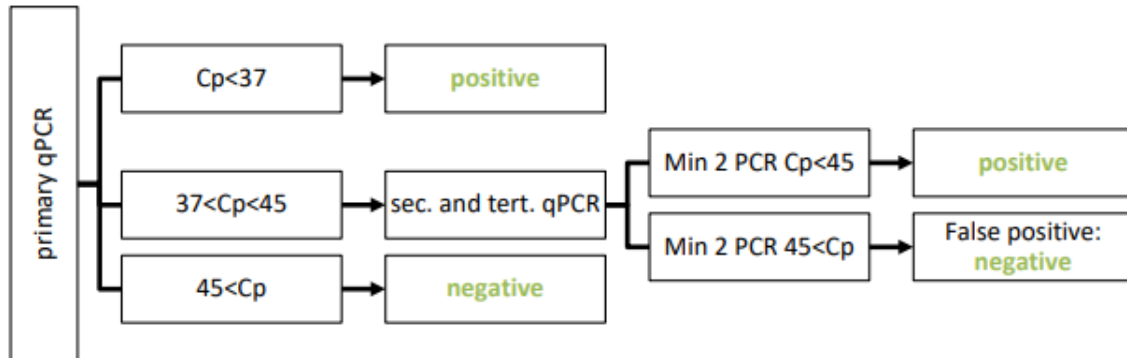 primary qPCR
Cp<37
positive
37<Cp<45
sec. and tert. qPCR
Min 2 PCR Cp<45
positive
Min 2 PCR 45<Cp
False positive:
negative
45<Cp
negative